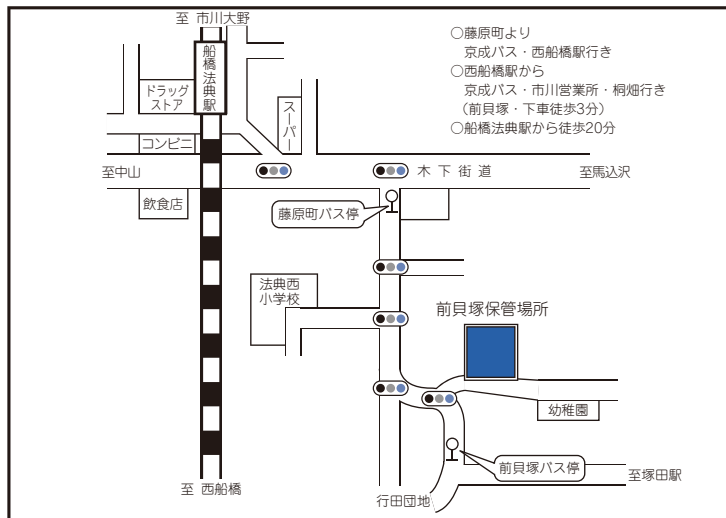 至 市川大野
船橋法典駅
ドラッグ
ストア
コンビニ
スーパー
○藤原町より
京成バス・西船橋駅行き
○西船橋駅から
京成バス・市川営業所・桐畑行き
(前貝塚・下車徒歩3分)
○船橋法典駅から徒歩20分
至中山
木下街道
至馬込沢
飲食店
藤原町バス停
法典西
小学校
前貝塚保管場所
幼稚園
前貝塚バス停
至塚田駅
至 西船橋
行田団地